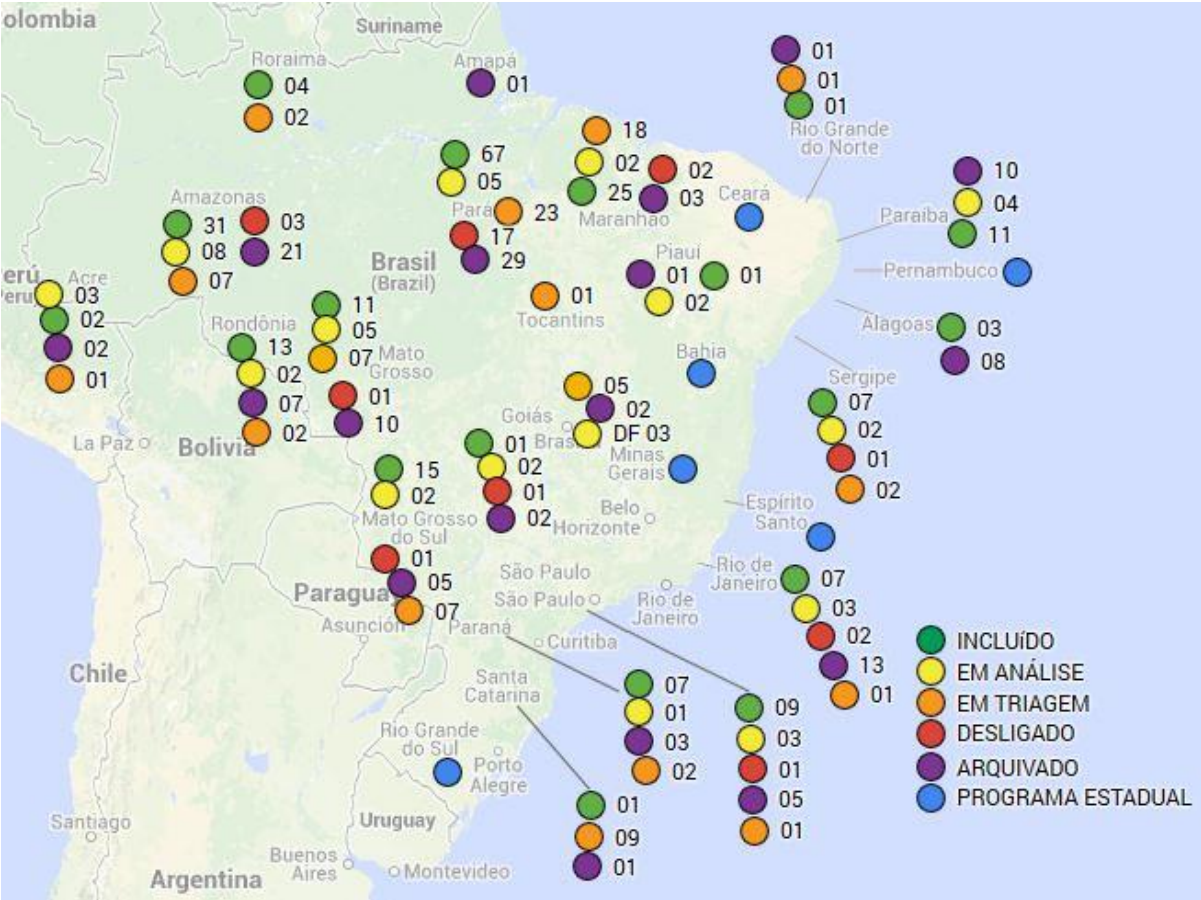 olombia
Suriname
Roraima
04
02
Amapá
01
01
01
01
Rio Grande
do Norte
67
05
Para
23
17
29
18
02
25
Maranhão
02
03
Ceará
10
04
11
Paraíba
Pernambuco
Alagoas
03
08
Amazonas
31
03
08
21
07
Brasil
(Brazil)
Piauí
01
01
02
01
Tocantins
erú
Peru
Acre
03
02
02
01
Rondônia
13
02
07
02
11
05
07
Mato
Grosso
01
10
Bahia
Sergipe
07
02
01
02
05
02
DF 03
Goiás
Brasíl
Minas
Gerais
La Paz
Bolivia
01
02
01
02
15
02
Mato Grosso
do Sul
01
05
07
Belo
Horizonte
Espírito
Santo
São Paulo
São Paulo
Rio de
Janeiro
Rio de
Janeiro
07
03
02
13
01
Paraguay
Asunción
Paraná
Curitiba
Chile
Santa
Catarina
07
01
03
02
09
03
01
05
01
Rio Grande
do Sul
Porto
Alegre
01
09
01
Santiago
Uruguay
Buenos
Aires
Montevideo
Argentina
INCLUíDO
EM ANÁLISE
EM TRIAGEM
DESLIGADO
ARQUIVADO
PROGRAMA ESTADUAL